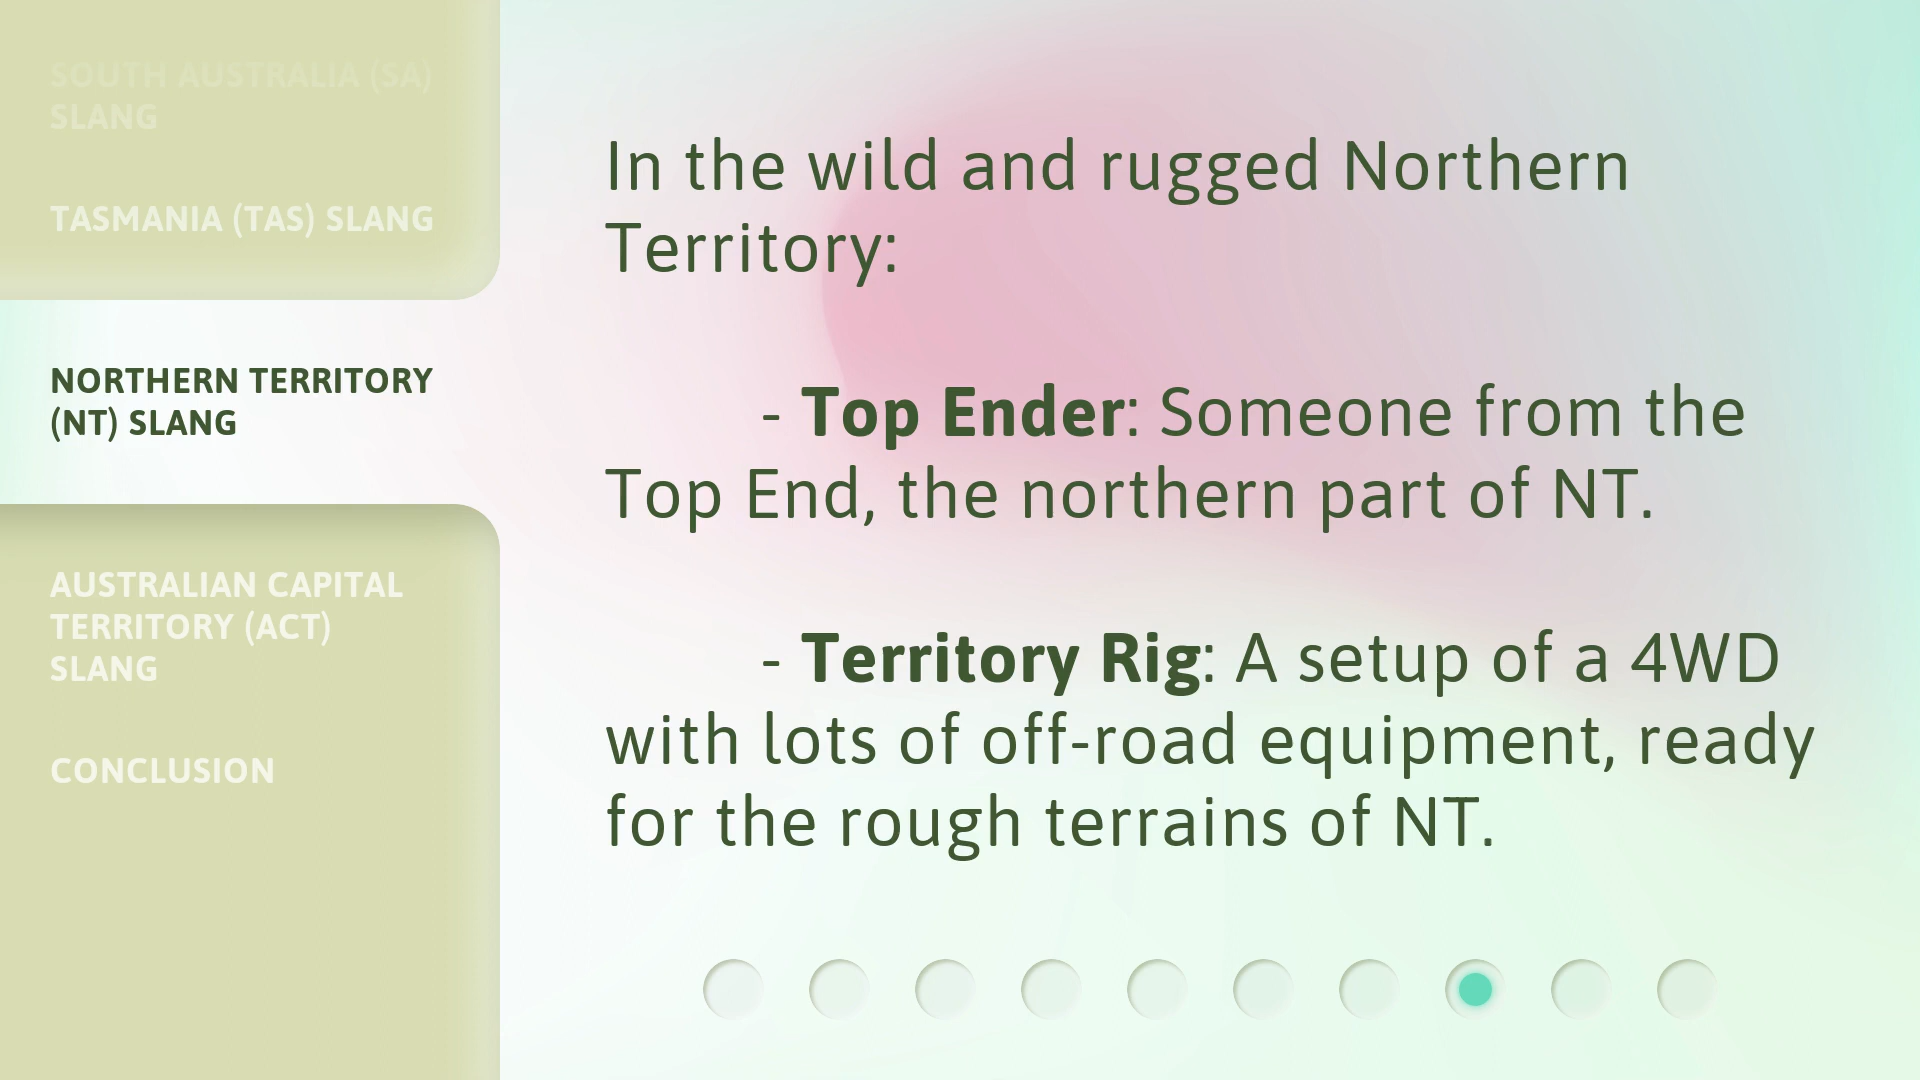 SOUTH AUSTRALIA (SA)
SLANG
TASMANIA (TAS) SLANG
NORTHERN TERRITORY
(NT) SLANG
AUSTRALIAN CAPITAL
TERRITORY (ACT)
SLANG
CONCLUSION
In the wild and rugged Northern
Territory:
- Top Ender: Someone from the
Top End, the northern part of NT.
- Territory Rig: A setup of a 4WD
with lots of off-road equipment, ready
for the rough terrains of NT.